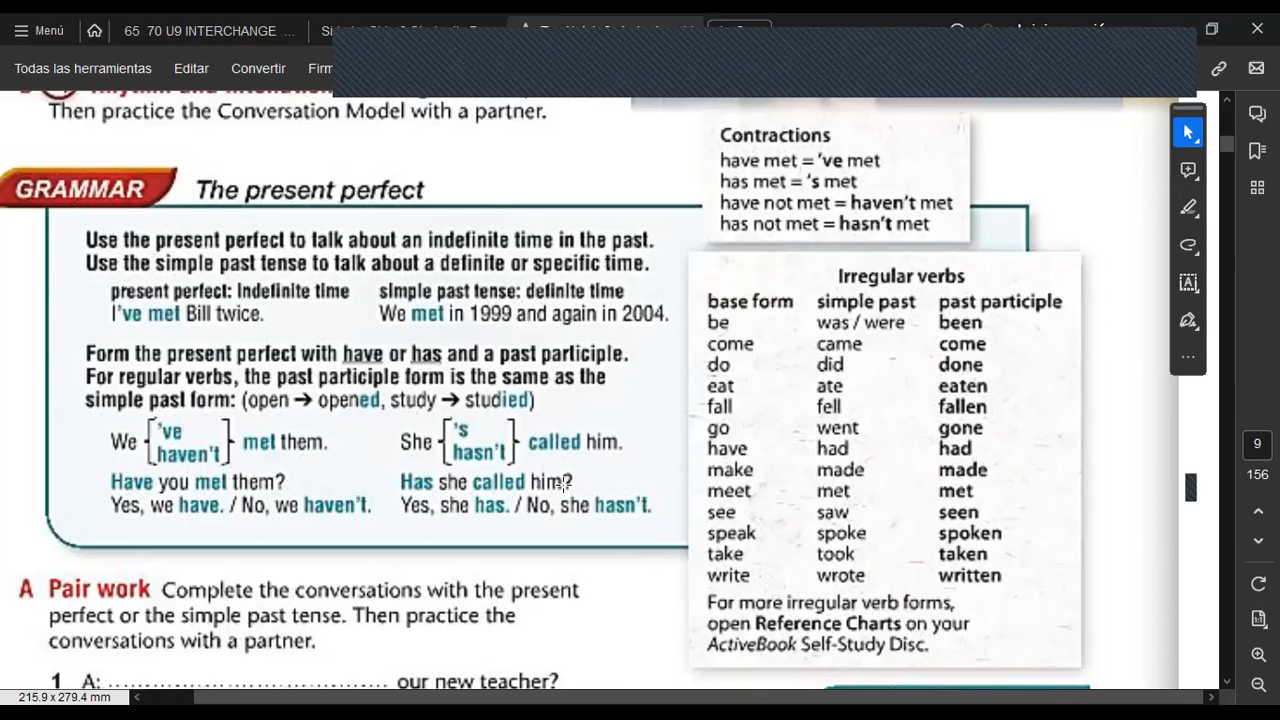 Menú
65 70 U9 INTERCHANGE ...
Todas las herramientas Editar Convertir Firm
Then practice the Conversation Model with a partner.
Contractions
have met = 've met
has met = 's met
have not met = haven't met
has not met = hasn't met
GRAMMAR The present perfect
Use the present perfect to talk about an indefinite time in the past.
Use the simple past tense to talk about a definite or specific time.
present perfect: indefinite time simple past tense: definite time
I've met Bill twice. We met in 1999 and again in 2004.
Form the present perfect with have or has and a past participle.
For regular verbs, the past participle form is the same as the
simple past form: (open → opened, study → studied)
We 've haven't met them. She 's hasn't called him.
Have you met them? Has she called him?
Yes, we have. / No, we haven't. Yes, she has. / No, she hasn't.
Irregular verbs
base form simple past past participle
be was / were been
come came come
do did done
eat ate eaten
fall fell fallen
go went gone
have had had
make made made
meet met met
see saw seen
speak spoke spoken
take took taken
write wrote written
For more irregular verb forms,
open Reference Charts on your
ActiveBook Self-Study Disc.
A Pair work Complete the conversations with the present
perfect or the simple past tense. Then practice the
conversations with a partner.
1 A: ........................................ our new teacher?
9
156
215.9 x 279.4 mm